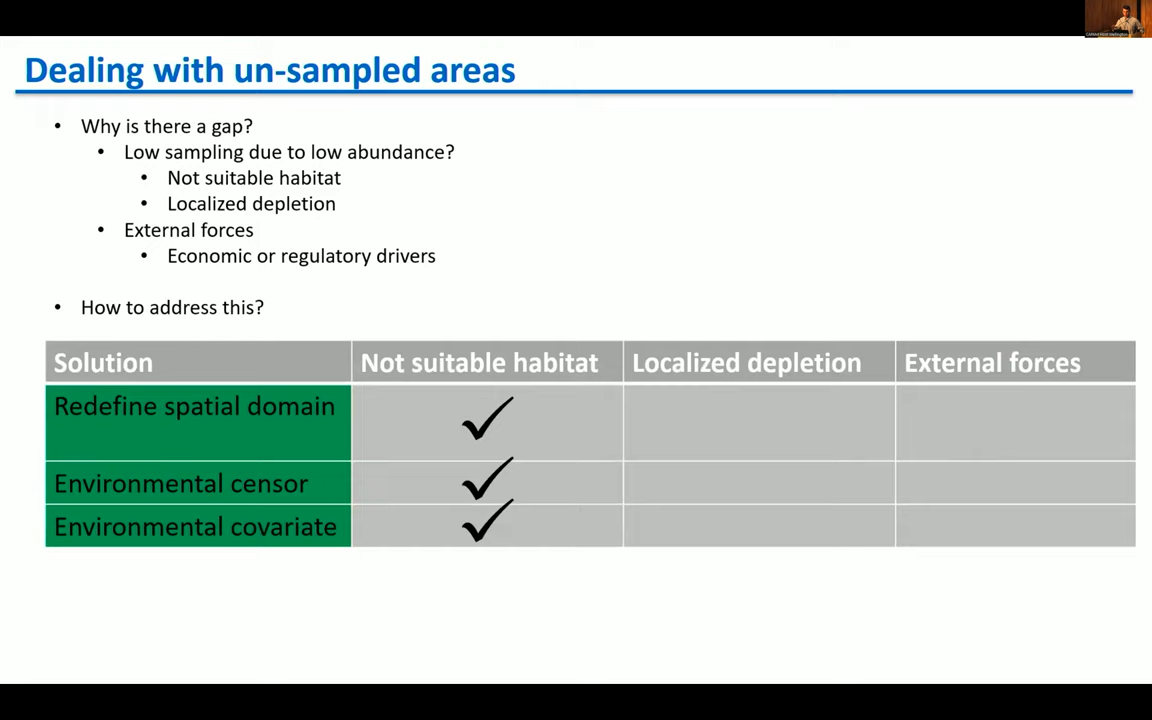 Dealing with un-sampled areas
• Why is there a gap?
• Low sampling due to low abundance?
• Not suitable habitat
• Localized depletion
• External forces
• Economic or regulatory drivers
• How to address this?
Solution Not suitable habitat Localized depletion External forces
Redefine spatial domain ✓
Environmental censor ✓
Environmental covariate ✓